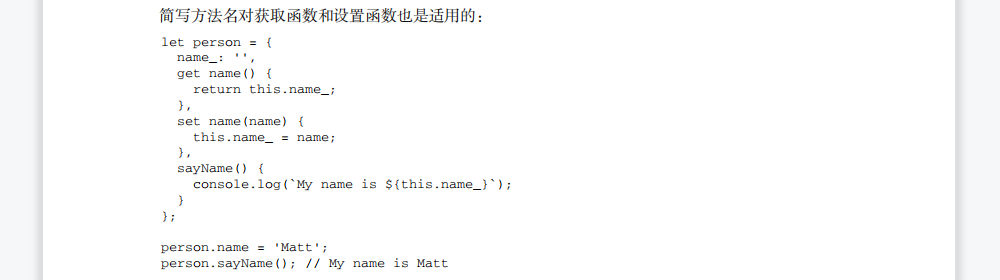 简写方法名对获取函数和设置函数也是适用的：
let person = {
  name_: '',
  get name() {
    return this.name_;
  },
  set name(name) {
    this.name_ = name;
  },
  sayName() {
    console.log(`My name is ${this.name_}`);
  }
};
person.name = 'Matt';
person.sayName(); // My name is Matt